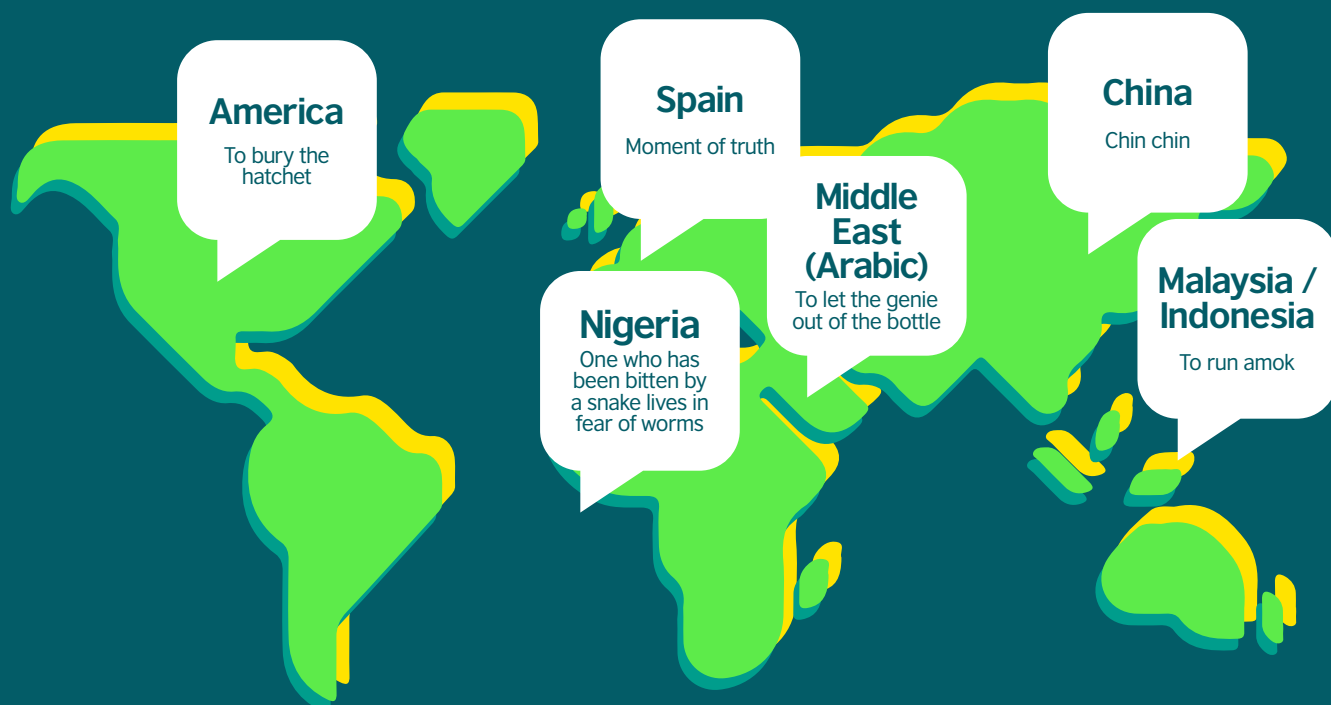 America
To bury the
hatchet
Spain
Moment of truth
China
Chin chin
Middle
East
(Arabic)
To let the genie
out of the bottle
Malaysia /
Indonesia
To run amok
Nigeria
One who has
been bitten by
a snake lives in
fear of worms